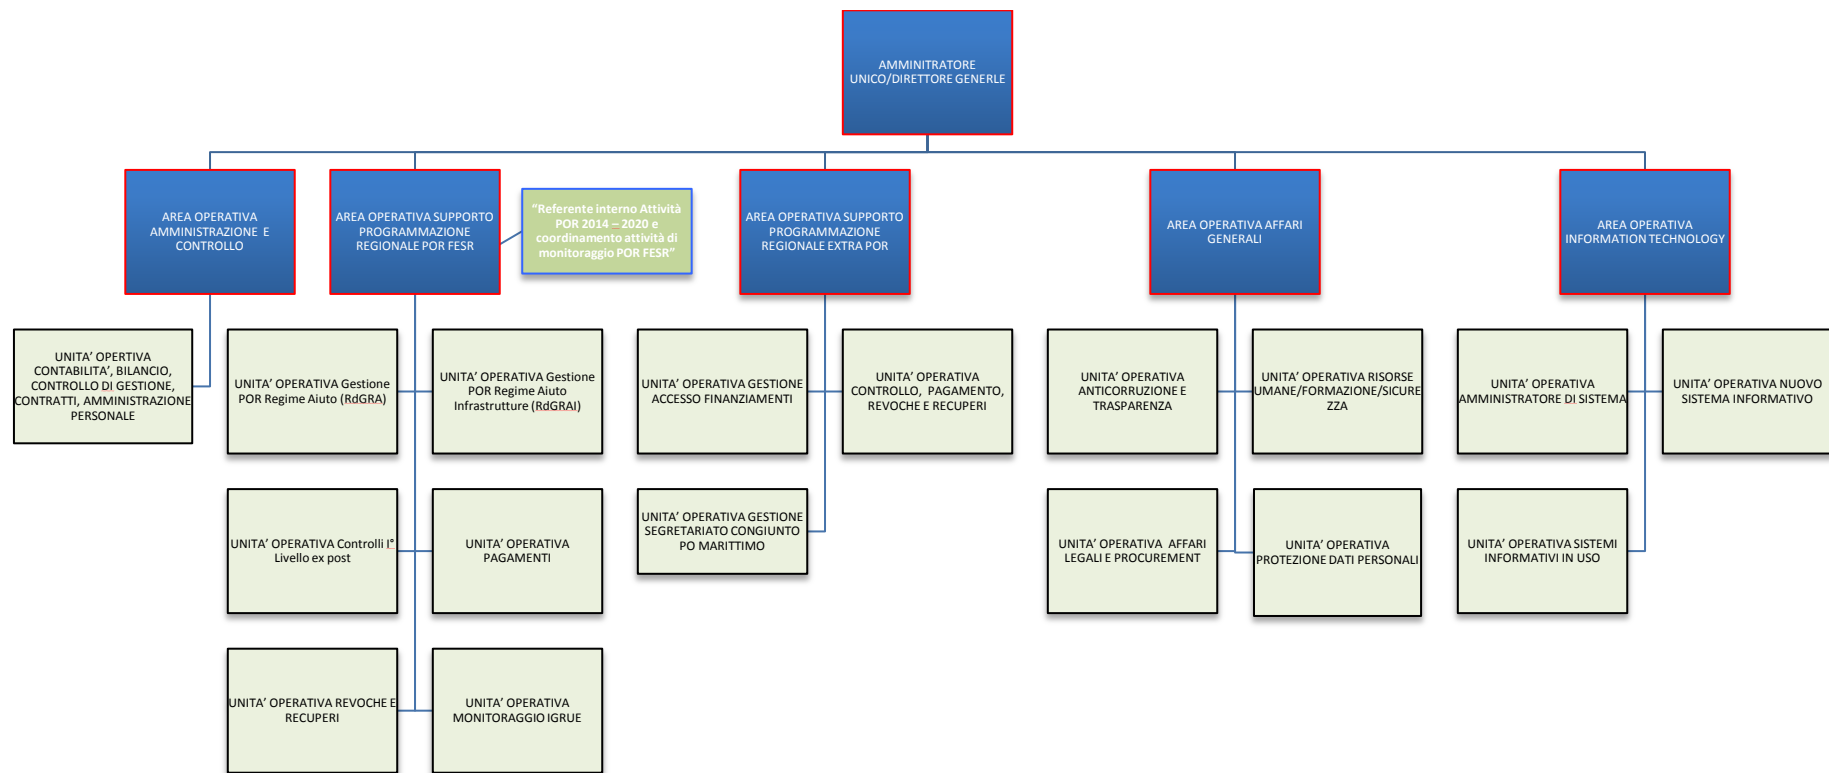 AMMINITRATORE
UNICO/DIRETTORE GENERLE
AREA OPERATIVA
AMMINISTRAZIONE E
CONTROLLO
AREA OPERATIVA SUPPORTO
PROGRAMMAZIONE
REGIONALE POR FESR
“Referente interno Attività
POR 2014 – 2020 e
coordinamento attività di
monitoraggio POR FESR”
AREA OPERATIVA SUPPORTO
PROGRAMMAZIONE
REGIONALE EXTRA POR
AREA OPERATIVA AFFARI
GENERALI
AREA OPERATIVA
INFORMATION TECHNOLOGY
UNITA’ OPERTIVA
CONTABILITA’, BILANCIO,
CONTROLLO DI GESTIONE,
CONTRATTI, AMMINISTRAZIONE
PERSONALE
UNITA’ OPERATIVA Gestione
POR Regime Aiuto (RdGRA)
UNITA’ OPERATIVA Gestione
POR Regime Aiuto
Infrastrutture (RdGRAI)
UNITA’ OPERATIVA GESTIONE
ACCESSO FINANZIAMENTI
UNITA’ OPERATIVA
CONTROLLO, PAGAMENTO,
REVOCHE E RECUPERI
UNITA’ OPERATIVA
ANTICORRUZIONE E
TRASPARENZA
UNITA’ OPERATIVA RISORSE
UMANE/FORMAZIONE/SICURE
ZZA
UNITA’ OPERATIVA
AMMINISTRATORE DI SISTEMA
UNITA’ OPERATIVA NUOVO
SISTEMA INFORMATIVO
UNITA’ OPERATIVA Controlli I°
Livello ex post
UNITA’ OPERATIVA
PAGAMENTI
UNITA’ OPERATIVA GESTIONE
SEGRETARIATO CONGIUNTO
PO MARITTIMO
UNITA’ OPERATIVA AFFARI
LEGALI E PROCUREMENT
UNITA’ OPERATIVA
PROTEZIONE DATI PERSONALI
UNITA’ OPERATIVA SISTEMI
INFORMATIVI IN USO
UNITA’ OPERATIVA REVOCHE E
RECUPERI
UNITA’ OPERATIVA
MONITORAGGIO IGRUE